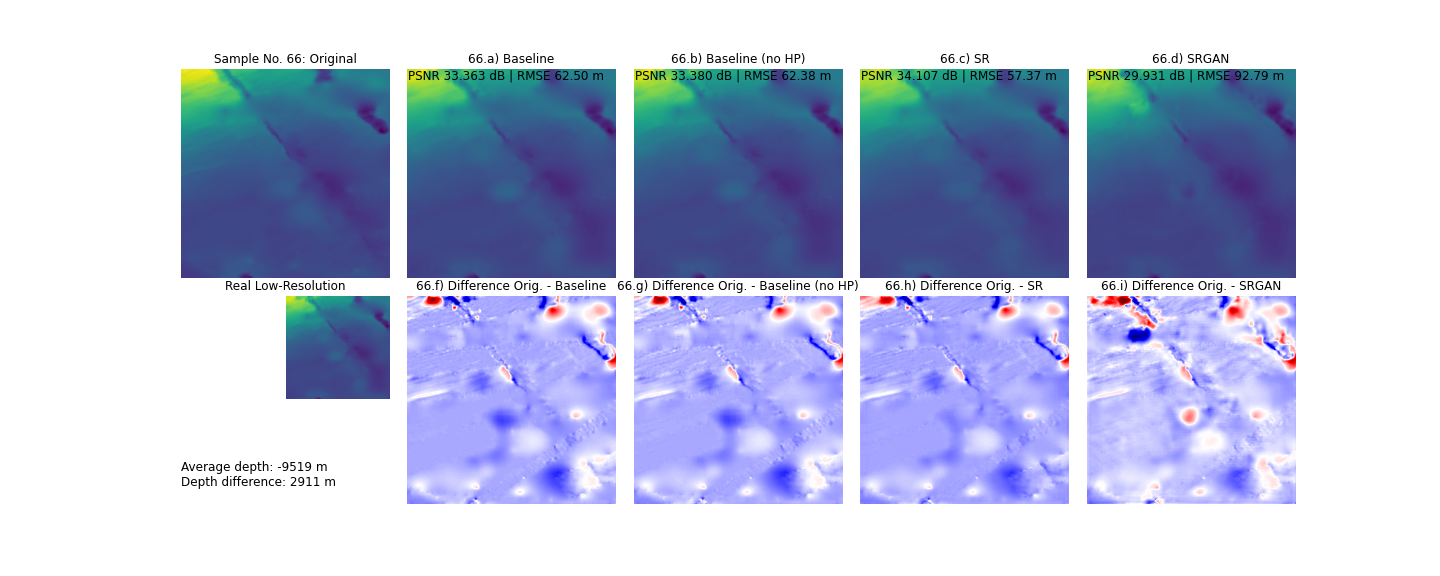 Sample No. 66: Original
66.a) Baseline
66.b) Baseline (no HP)
66.c) SR
66.d) SRGAN
PSNR 33.363 dB | RMSE 62.50 m
PSNR 33.380 dB | RMSE 62.38 m
PSNR 34.107 dB | RMSE 57.37 m
PSNR 29.931 dB | RMSE 92.79 m
Real Low-Resolution
66.f) Difference Orig. - Baseline
66.g) Difference Orig. - Baseline (no HP)
66.h) Difference Orig. - SR
66.i) Difference Orig. - SRGAN
Average depth: -9519 m
Depth difference: 2911 m